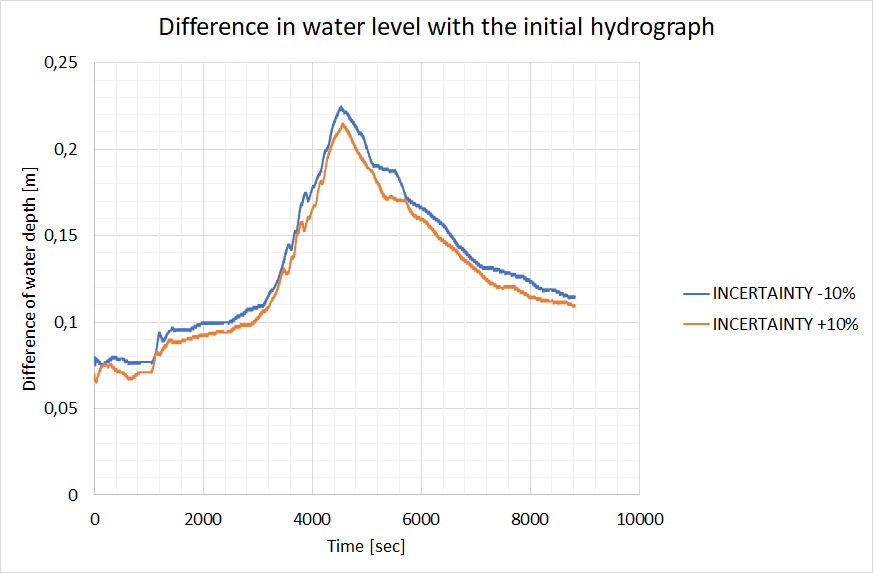 Difference in water level with the initial hydrograph
0,25
0,2
0,15
0,1
0,05
0
Difference of water depth [m]
0 2000 4000 6000 8000 10000
Time [sec]
INCERTAINTY -10%
INCERTAINTY +10%